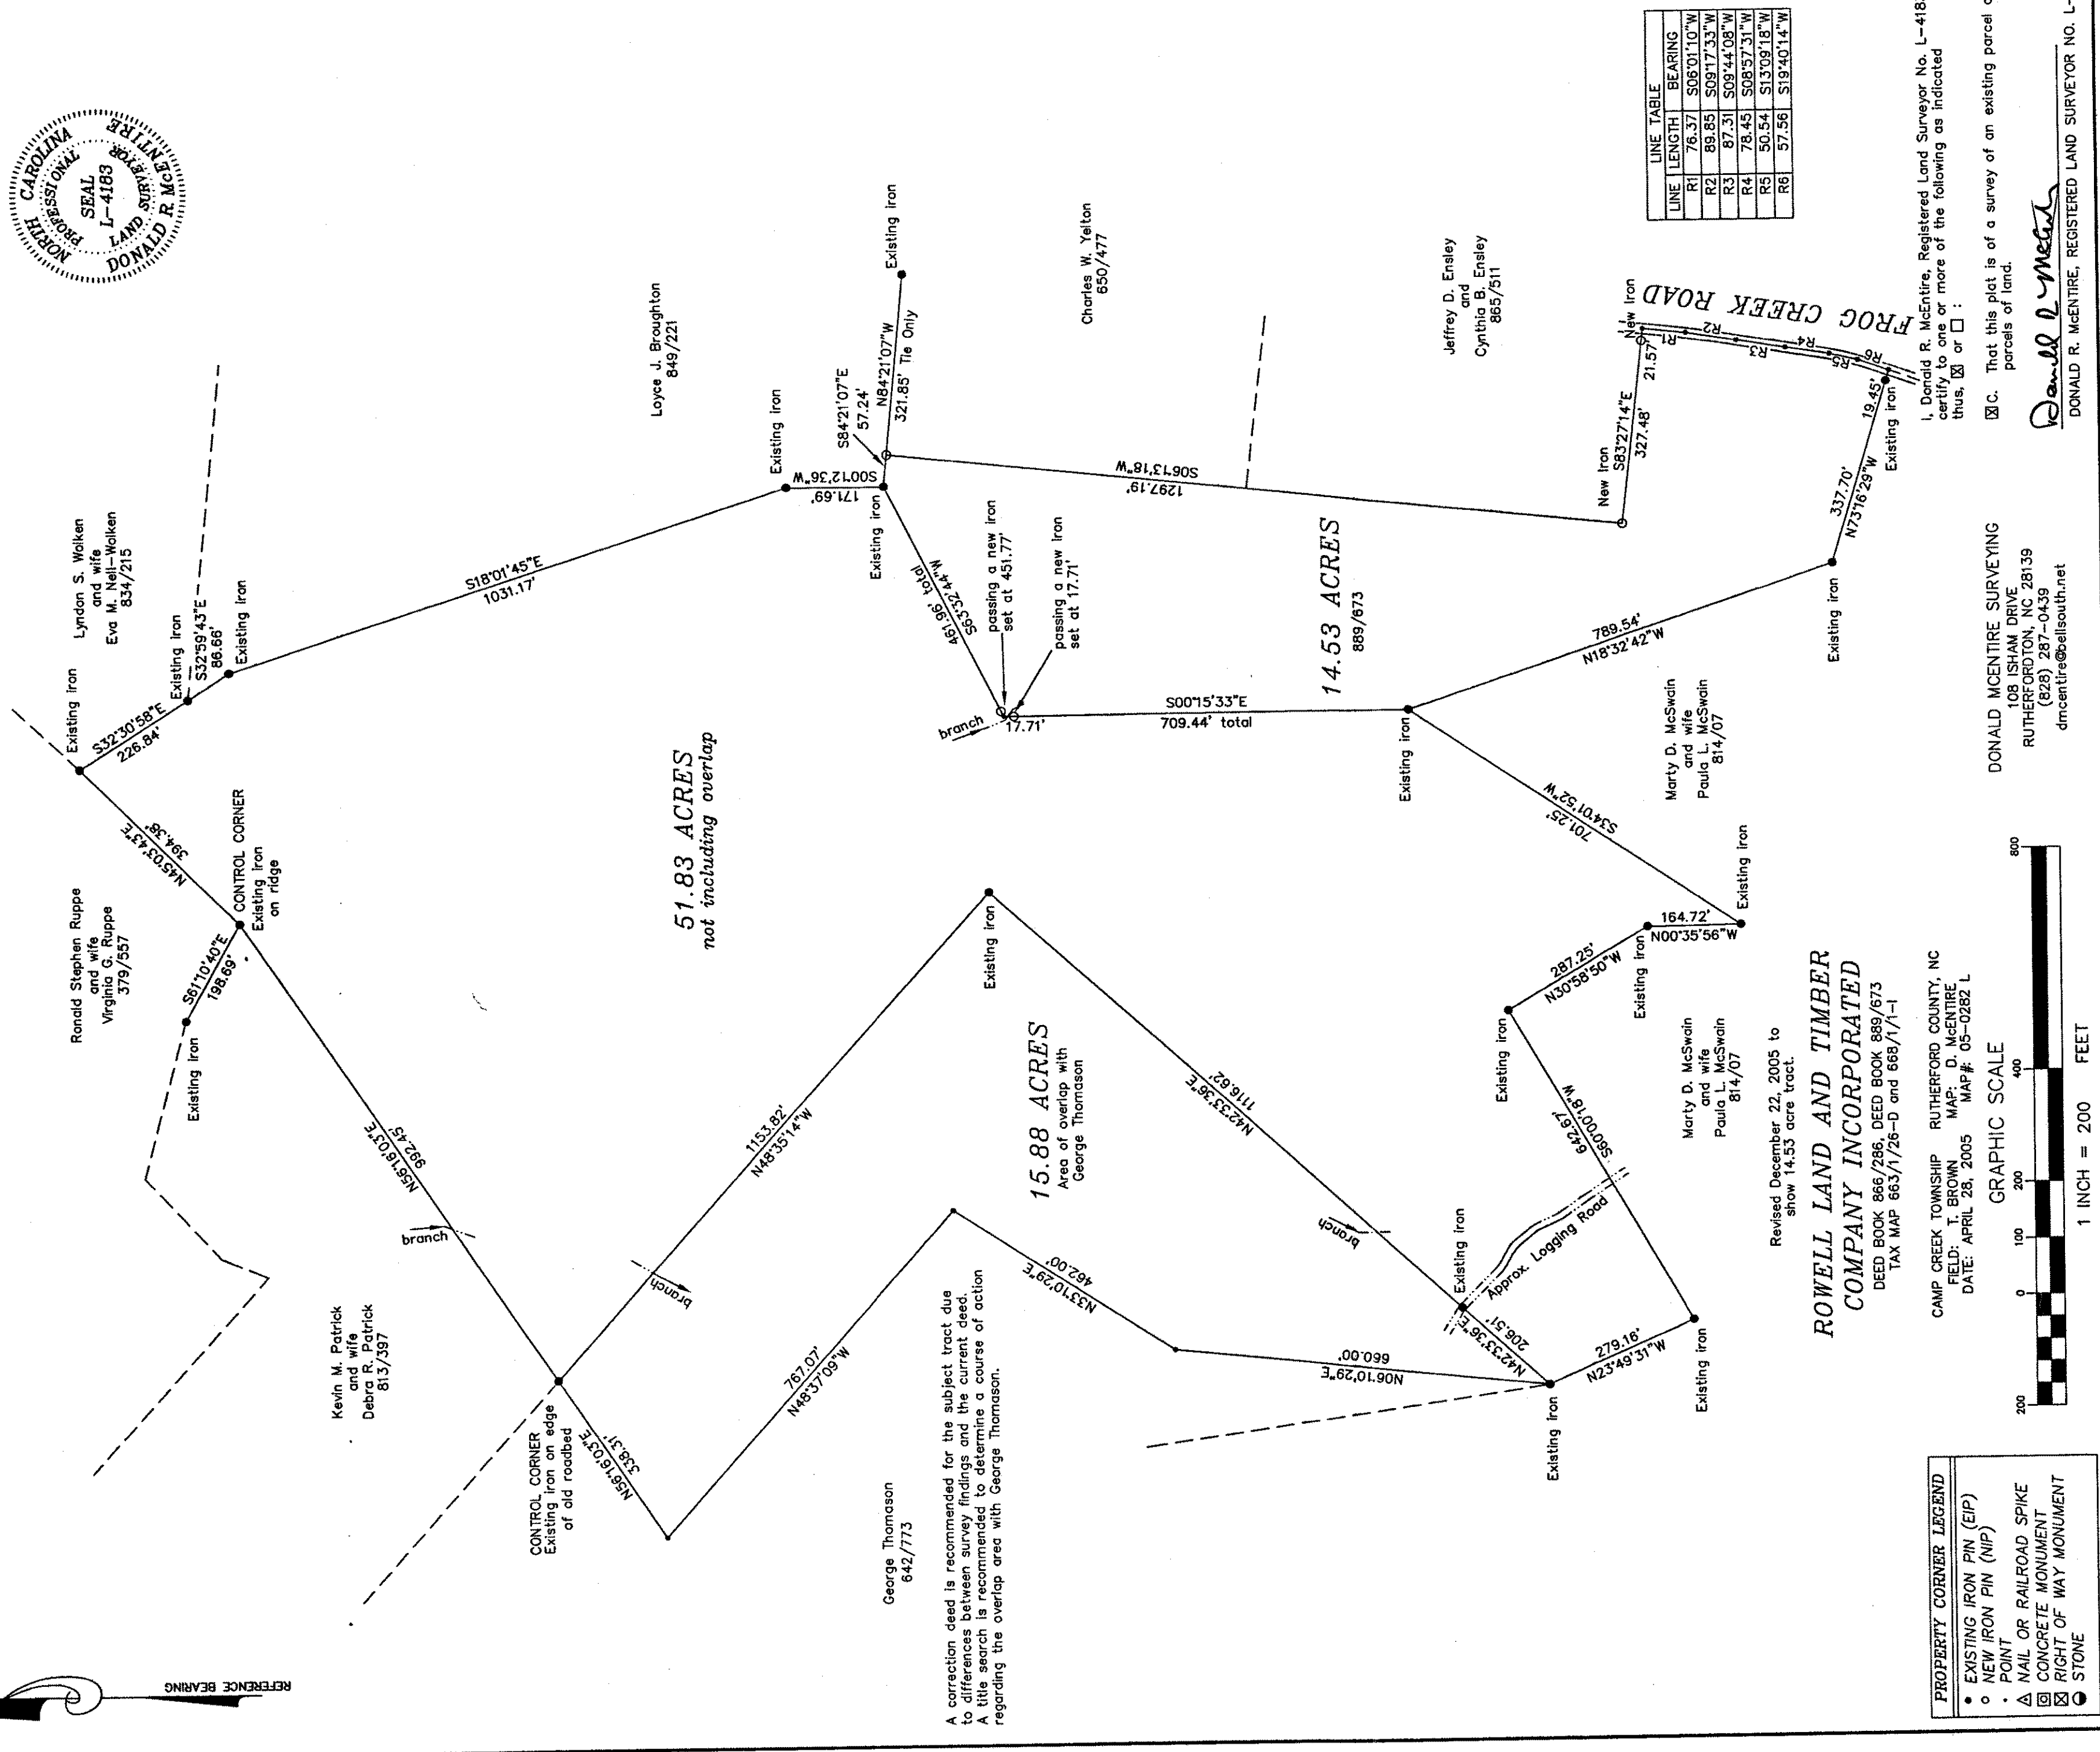 NORTH CAROLINA
PROFESSIONAL
SEAL
L-4183
LAND SURVEYOR
DONALD R. McENTIRE
REFERENCE BEARING
Lyndon S. Walken
and wife
Eva M. Nell-Walken
834/215
Existing iron
S32°30'58"E
226.84'
Existing iron
S32°59'43"E
86.66'
Existing iron
Ronald Stephen Ruppe
and wife
Virginia G. Ruppe
379/557
N45°03'43"E
394.38'
CONTROL CORNER
Existing iron
on ridge
S61°10'40"E
198.69'
Existing iron
S18°01'45"E
1031.17'
Loyce J. Broughton
849/221
Existing iron
S00°12'36"W
171.69'
Existing iron
S84°21'07"E
57.24'
N84°21'07"W
321.85' Tie Only
Existing iron
Charles W. Yelton
650/477
Kevin M. Patrick
and wife
Debra R. Patrick
813/397
N56°16'03"E
992.45'
branch
51.83 ACRES
not including overlap
461.96' total
S63°32'44"W
passing a new iron
set at 451.77'
passing a new iron
set at 17.71'
branch
17.71'
S00°15'33"E
709.44' total
S06°13'18"W
1297.19'
14.53 ACRES
889/673
Jeffrey D. Ensley
and
Cynthia B. Ensley
865/511
New Iron
S83°27'14"E
327.48'
21.57'
New Iron
FROG CREEK ROAD
R1
R2
R3
R4
R5
R6
19.45'
Existing iron
337.70'
N73°16'29"W
Existing iron
789.54'
N18°32'42"W
Existing iron
Marty D. McSwain
and wife
Paula L. McSwain
814/07
701.25'
S34°01'52"W
Existing iron
164.72'
N00°35'56"W
Existing iron
287.25'
N30°58'50"W
Existing iron
642.67'
S60°00'18"W
Marty D. McSwain
and wife
Paula L. McSwain
814/07
CONTROL CORNER
Existing iron on edge
of old roadbed
N56°16'03"E
338.31'
1153.82'
N48°35'14"W
branch
767.07'
N48°37'09"W
15.88 ACRES
Area of overlap with
George Thomason
Existing iron
N42°33'36"E
1116.62'
branch
N33°10'29"E
462.00'
N06°10'29"E
660.00'
Existing iron
Approx. Logging Road
N42°33'36"E
206.51'
Existing iron
279.16'
N23°49'31"W
Existing iron
George Thomason
642/773
A correction deed is recommended for the subject tract due
to differences between survey findings and the current deed.
A title search is recommended to determine a course of action
regarding the overlap area with George Thomason.
LINE TABLE
LINE LENGTH BEARING
R1 76.37 S06°01'10"W
R2 89.85 S09°17'33"W
R3 87.31 S09°44'08"W
R4 78.45 S08°57'31"W
R5 50.54 S13°09'18"W
R6 57.56 S19°40'14"W
I, Donald R. McEntire, Registered Land Surveyor No. L-4183
certify to one or more of the following as indicated
thus, ☒ or ☐ :
☒C. That this plat is of a survey of an existing parcel
parcels of land.
Donald R McEntire
DONALD R. McENTIRE, REGISTERED LAND SURVEYOR NO. L-
DONALD MCENTIRE SURVEYING
108 ISHAM DRIVE
RUTHERFORDTON, NC 28139
(828) 287-0439
dmcentire@bellsouth.net
Revised December 22, 2005 to
show 14.53 acre tract.
ROWELL LAND AND TIMBER
COMPANY INCORPORATED
DEED BOOK 866/286, DEED BOOK 889/673
TAX MAP 663/1/26-D and 668/1/1-I
CAMP CREEK TOWNSHIP RUTHERFORD COUNTY, NC
FIELD: T. BROWN MAP: D. McENTIRE
DATE: APRIL 28, 2005 MAP#: 05-0282 L
GRAPHIC SCALE
200 0 100 200 400 800
1 INCH = 200 FEET
PROPERTY CORNER LEGEND
EXISTING IRON PIN (EIP)
NEW IRON PIN (NIP)
POINT
NAIL OR RAILROAD SPIKE
CONCRETE MONUMENT
RIGHT OF WAY MONUMENT
STONE